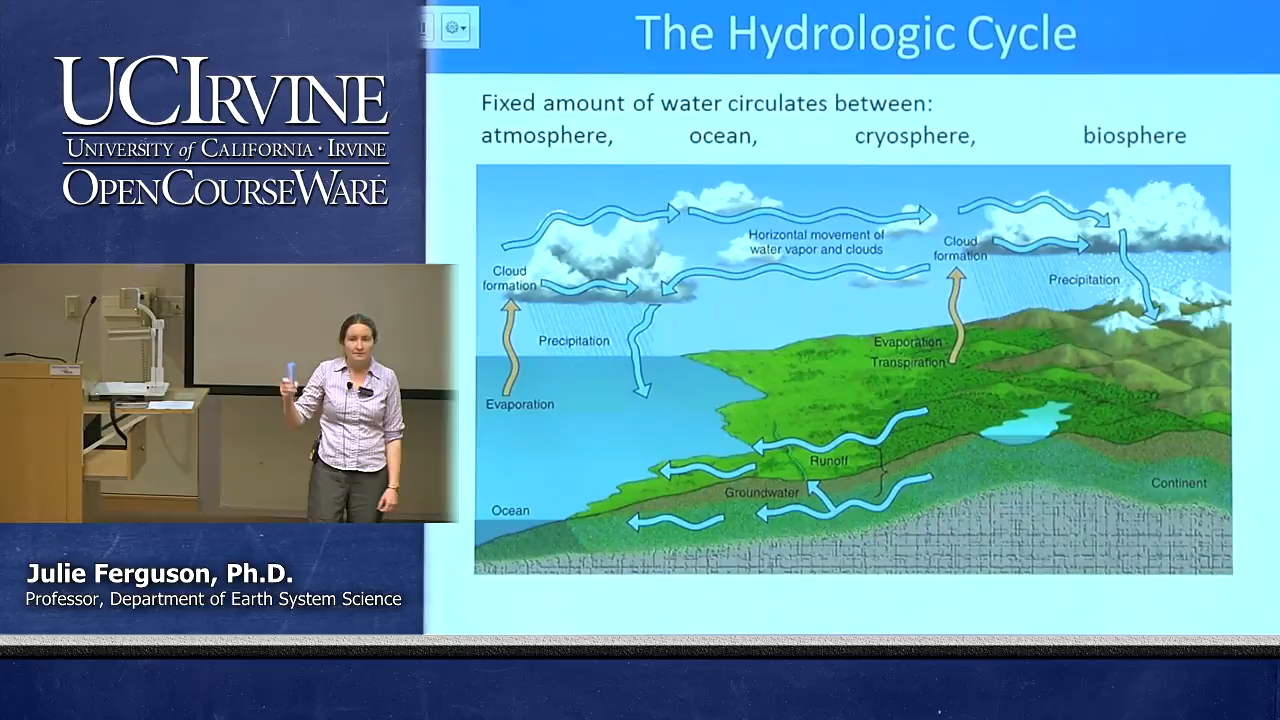 UCIRVINE
UNIVERSITY of CALIFORNIA · IRVINE
OPENCOURSEWARE
Julie Ferguson, Ph.D.
Professor, Department of Earth System Science
The Hydrologic Cycle
Fixed amount of water circulates between:
atmosphere, ocean, cryosphere, biosphere
Horizontal movement of
water vapor and clouds
Cloud
formation
Precipitation
Evaporation
Cloud
formation
Precipitation
Evaporation
Transpiration
Runoff
Groundwater
Ocean
Continent